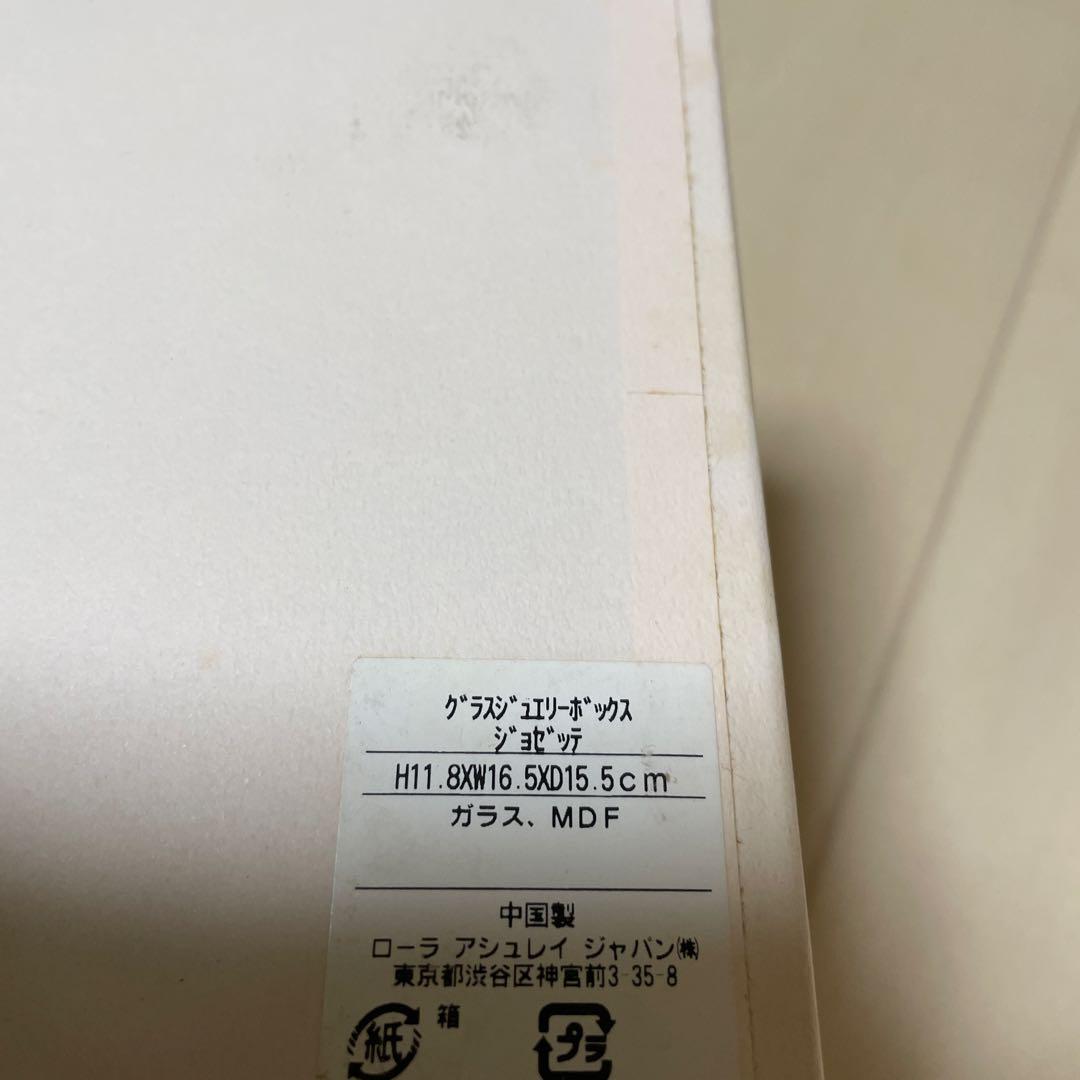 ｸﾞﾗｽｼﾞｭｴﾘｰﾎﾞｯｸｽ
ｼﾞｮｾﾞｯﾃ
H11.8XW16.5XD15.5cm
ガラス、MDF
中国製
ローラ アシュレイ ジャパン㈱
東京都渋谷区神宮前3-35-8
紙 箱 プラ